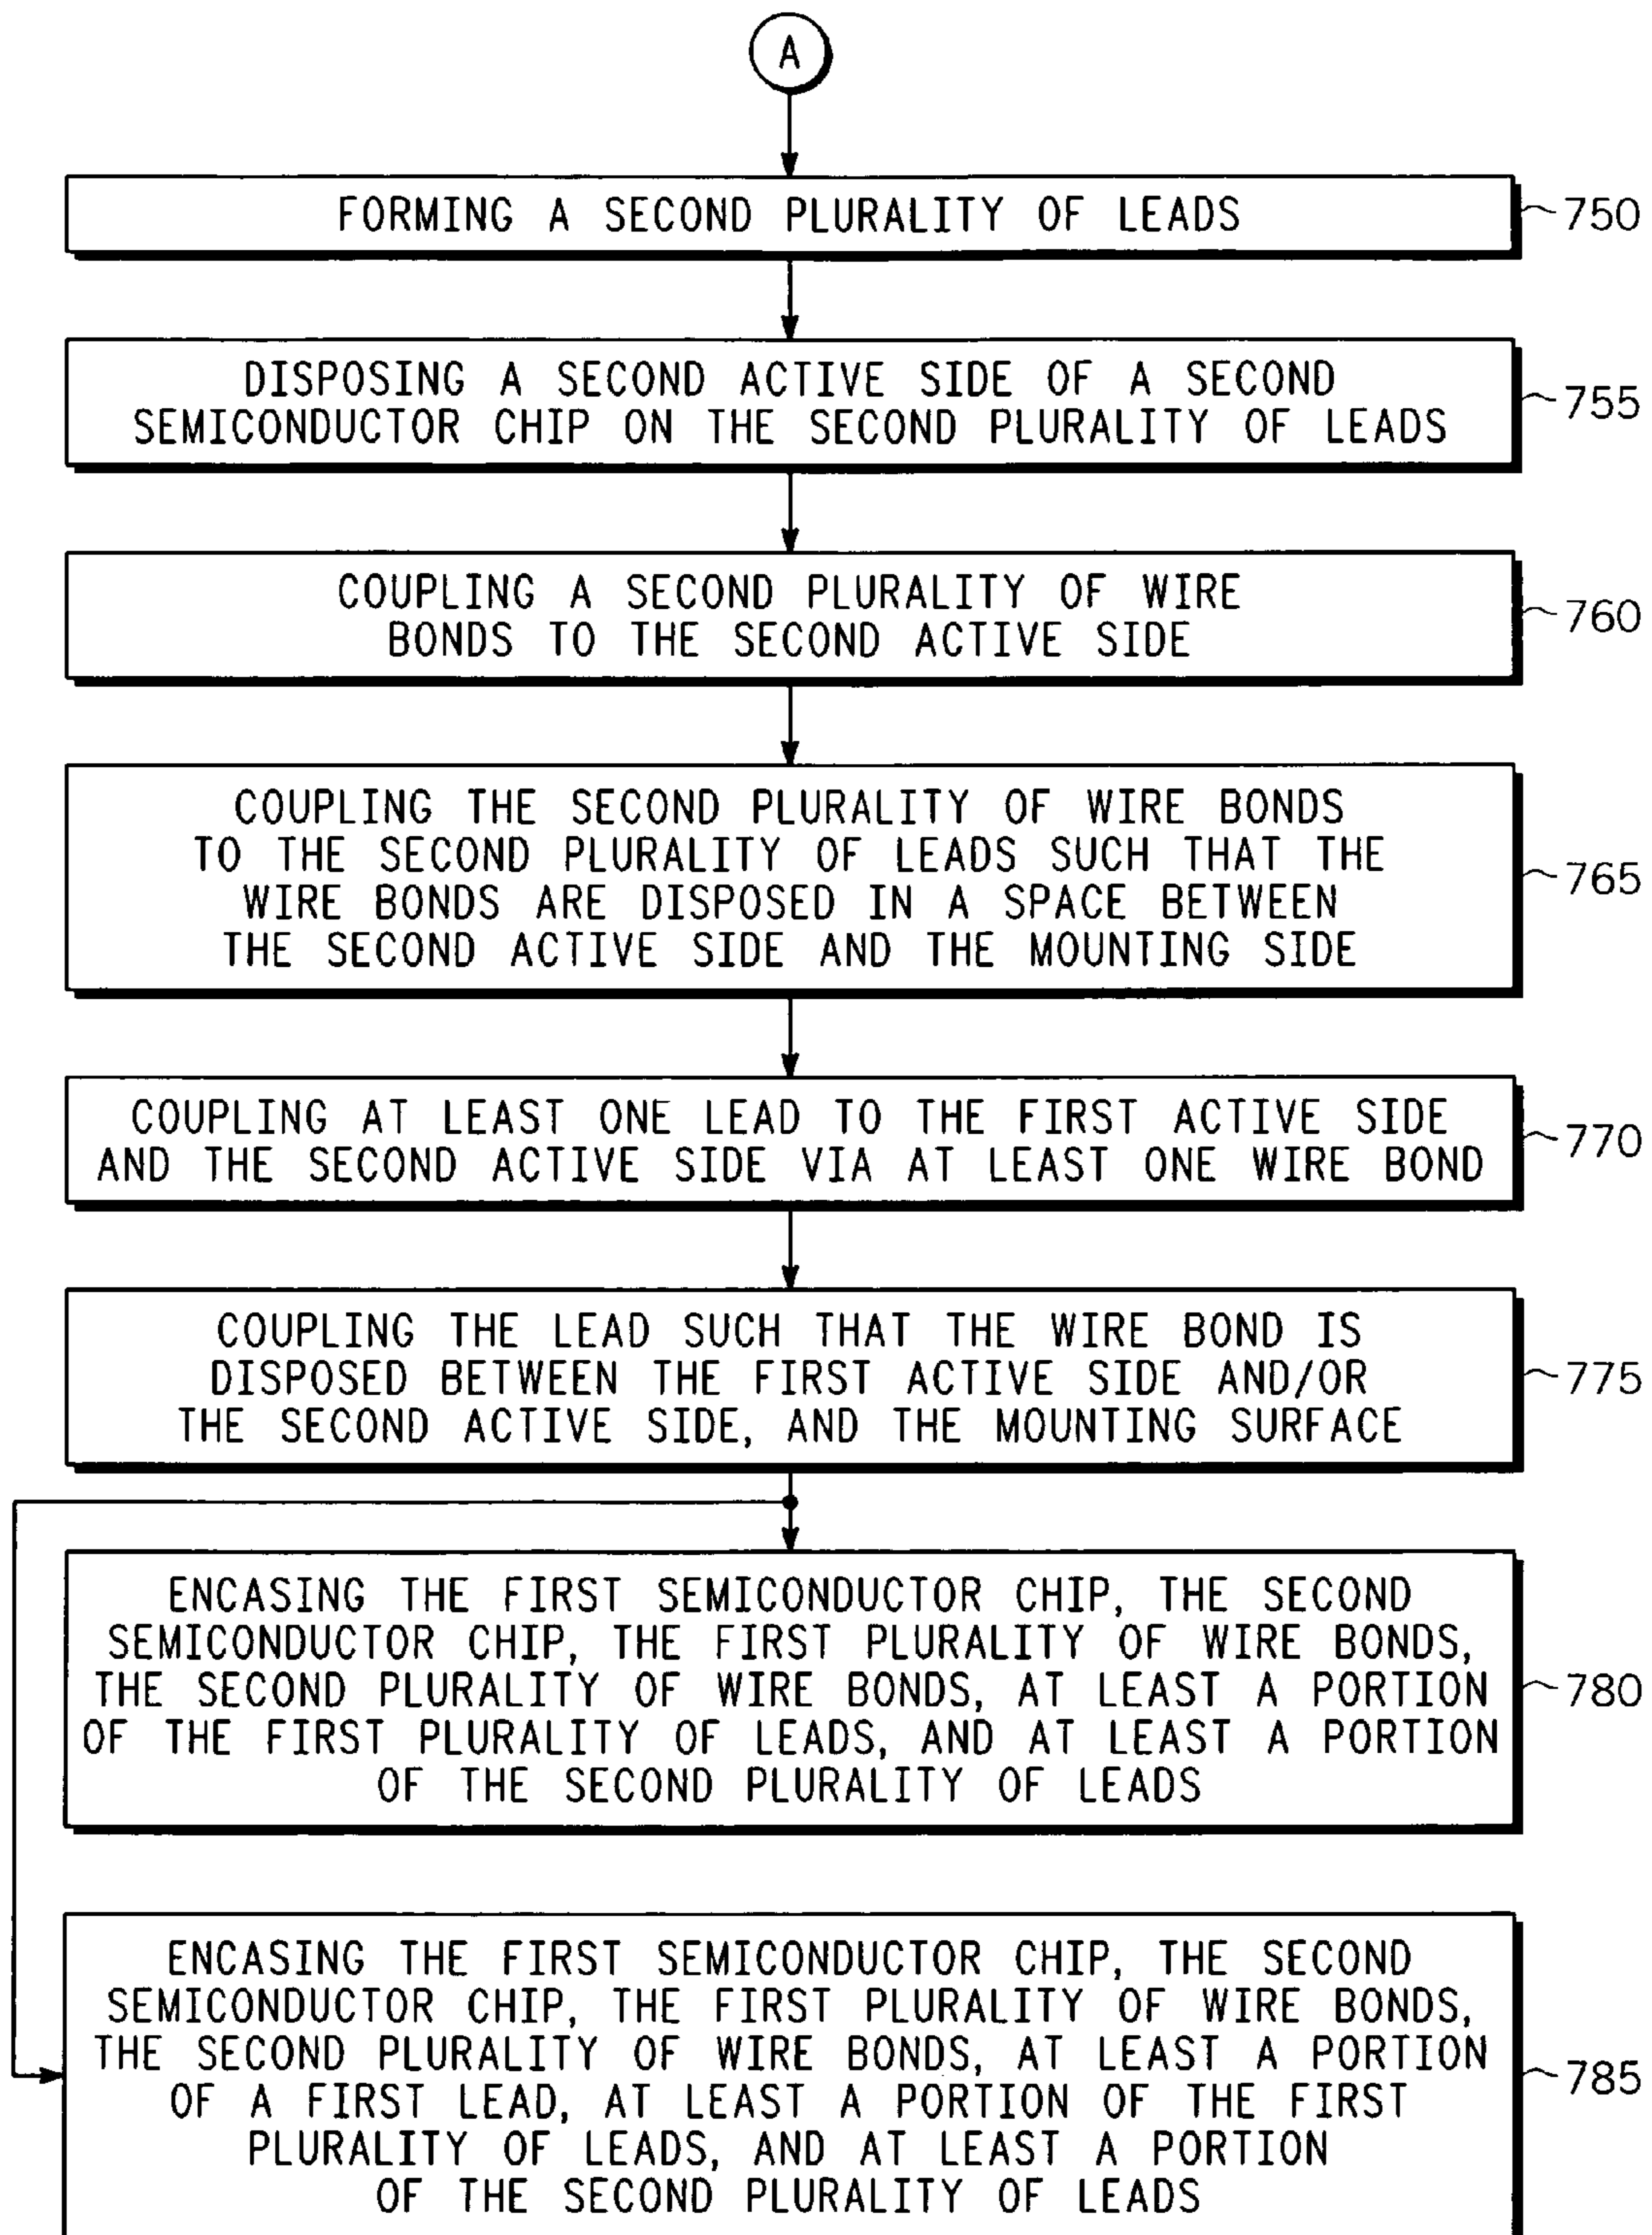 A
FORMING A SECOND PLURALITY OF LEADS
750
DISPOSING A SECOND ACTIVE SIDE OF A SECOND
SEMICONDUCTOR CHIP ON THE SECOND PLURALITY OF LEADS
755
COUPLING A SECOND PLURALITY OF WIRE
BONDS TO THE SECOND ACTIVE SIDE
760
COUPLING THE SECOND PLURALITY OF WIRE BONDS
TO THE SECOND PLURALITY OF LEADS SUCH THAT THE
WIRE BONDS ARE DISPOSED IN A SPACE BETWEEN
THE SECOND ACTIVE SIDE AND THE MOUNTING SIDE
765
COUPLING AT LEAST ONE LEAD TO THE FIRST ACTIVE SIDE
AND THE SECOND ACTIVE SIDE VIA AT LEAST ONE WIRE BOND
770
COUPLING THE LEAD SUCH THAT THE WIRE BOND IS
DISPOSED BETWEEN THE FIRST ACTIVE SIDE AND/OR
THE SECOND ACTIVE SIDE, AND THE MOUNTING SURFACE
775
ENCASING THE FIRST SEMICONDUCTOR CHIP, THE SECOND
SEMICONDUCTOR CHIP, THE FIRST PLURALITY OF WIRE BONDS,
THE SECOND PLURALITY OF WIRE BONDS, AT LEAST A PORTION
OF THE FIRST PLURALITY OF LEADS, AND AT LEAST A PORTION
OF THE SECOND PLURALITY OF LEADS
780
ENCASING THE FIRST SEMICONDUCTOR CHIP, THE SECOND
SEMICONDUCTOR CHIP, THE FIRST PLURALITY OF WIRE BONDS,
THE SECOND PLURALITY OF WIRE BONDS, AT LEAST A PORTION
OF A FIRST LEAD, AT LEAST A PORTION OF THE FIRST
PLURALITY OF LEADS, AND AT LEAST A PORTION
OF THE SECOND PLURALITY OF LEADS
785